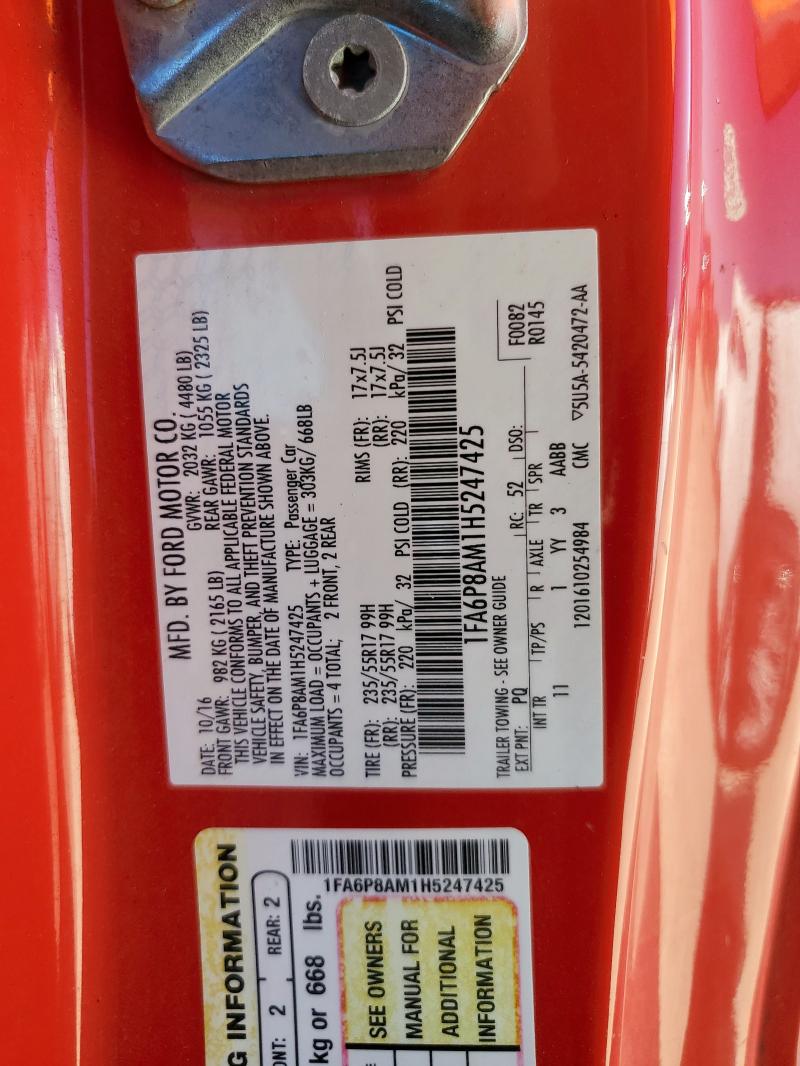 MFD. BY FORD MOTOR CO.
DATE: 10/16 GVWR: 2032 KG ( 4480 LB)
FRONT GAWR: 982 KG ( 2165 LB) REAR GAWR: 1055 KG ( 2325 LB)
THIS VEHICLE CONFORMS TO ALL APPLICABLE FEDERAL MOTOR
VEHICLE SAFETY, BUMPER, AND THEFT PREVENTION STANDARDS
IN EFFECT ON THE DATE OF MANUFACTURE SHOWN ABOVE.
VIN: 1FA6P8AM1H5247425 TYPE: Passenger Car
MAXIMUM LOAD = OCCUPANTS + LUGGAGE = 303KG/ 668LB
OCCUPANTS = 4 TOTAL; 2 FRONT, 2 REAR
TIRE (FR): 235/55R17 99H RIMS (FR): 17x7.5J
(RR): 235/55R17 99H (RR): 17x7.5J
PRESSURE (FR): 220 kPa/ 32 PSI COLD (RR): 220 kPa/ 32 PSI COLD
1FA6P8AM1H5247425
TRAILER TOWING - SEE OWNER GUIDE
EXT PNT: PQ RC: 52 DSO: F0082
R0145
INT TR TP/PS R AXLE TR SPR
11 1 YY 3 AABB
1201610254984 CMC ▽5U5A-5420472-AA
G INFORMATION
ONT: 2 REAR: 2
kg or 668 lbs.
1FA6P8AM1H5247425
SEE OWNERS
MANUAL FOR
ADDITIONAL
INFORMATION